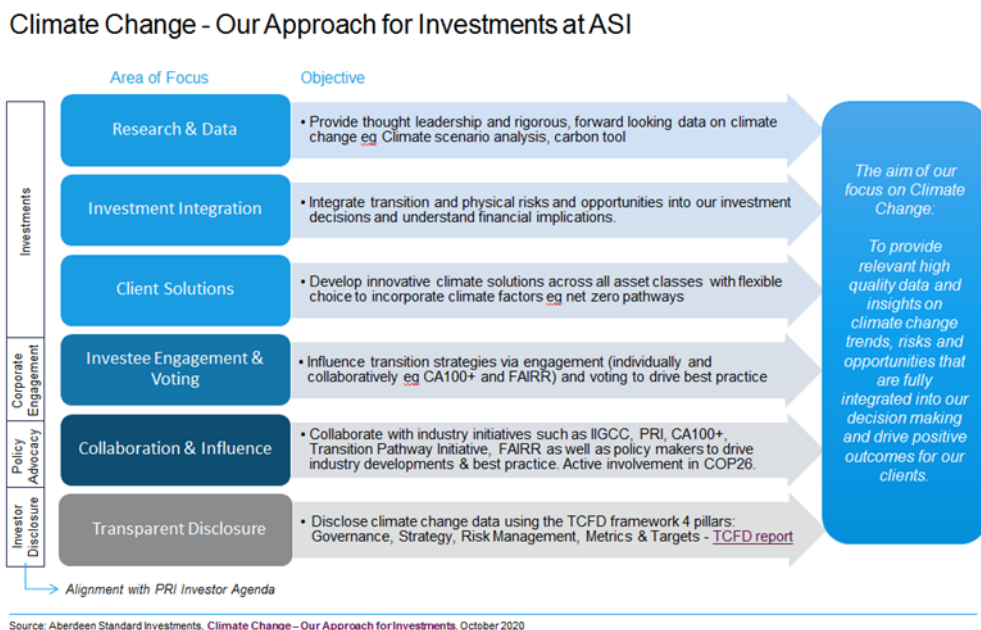 Climate Change - Our Approach for Investments at ASI
Area of Focus
Objective
Investments
Research & Data
• Provide thought leadership and rigorous, forward looking data on climate
change eg Climate scenario analysis, carbon tool
Investment Integration
• Integrate transition and physical risks and opportunities into our investment
decisions and understand financial implications.
Client Solutions
• Develop innovative climate solutions across all asset classes with flexible
choice to incorporate climate factors eg net zero pathways
Corporate
Engagement
Investee Engagement &
Voting
• Influence transition strategies via engagement (individually and
collaboratively eg CA100+ and FAIRR) and voting to drive best practice
Policy
Advocacy
Collaboration & Influence
• Collaborate with industry initiatives such as IIGCC, PRI, CA100+,
Transition Pathway Initiative, FAIRR as well as policy makers to drive
industry developments & best practice. Active involvement in COP26.
Investor
Disclosure
Transparent Disclosure
• Disclose climate change data using the TCFD framework 4 pillars:
Governance, Strategy, Risk Management, Metrics & Targets - TCFD report
The aim of our
focus on Climate
Change:
To provide
relevant high
quality data and
insights on
climate change
trends, risks and
opportunities that
are fully
integrated into our
decision making
and drive positive
outcomes for our
clients.
Alignment with PRI Investor Agenda
Source: Aberdeen Standard Investments, Climate Change – Our Approach for Investments, October 2020